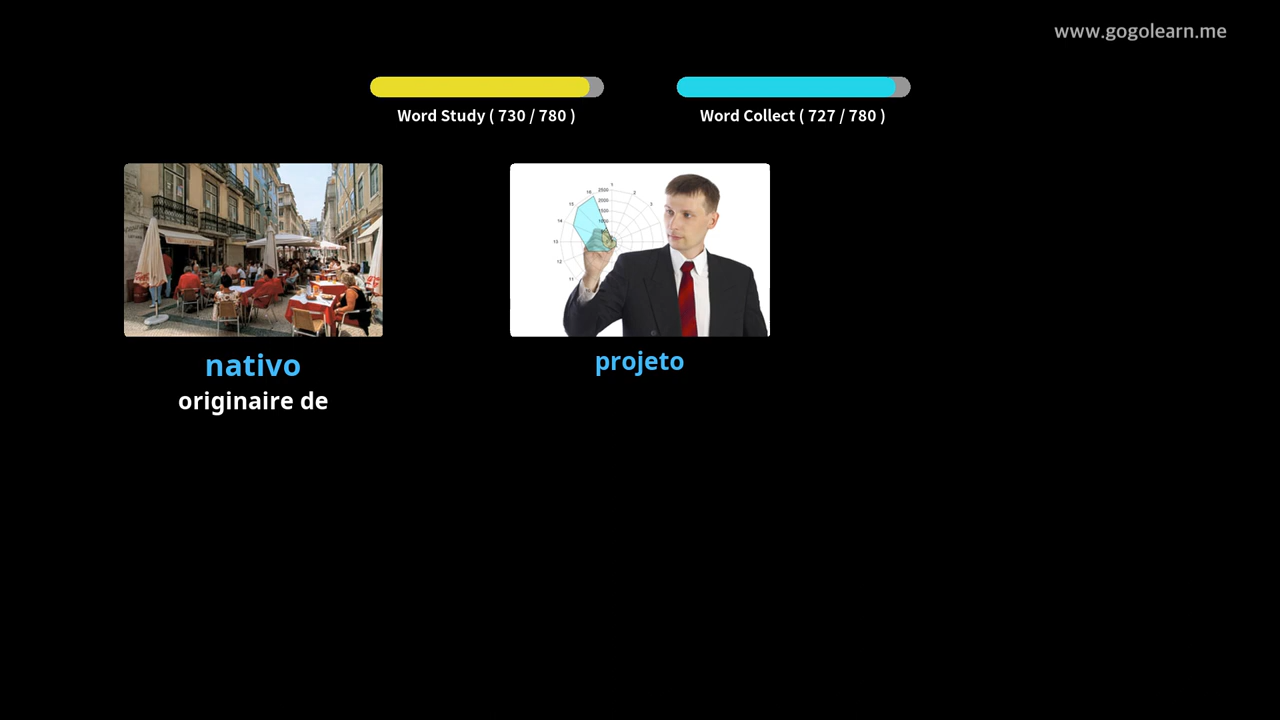 www.gogolearn.me
Word Study ( 730 / 780 )
Word Collect ( 727 / 780 )
nativo
originaire de
projeto